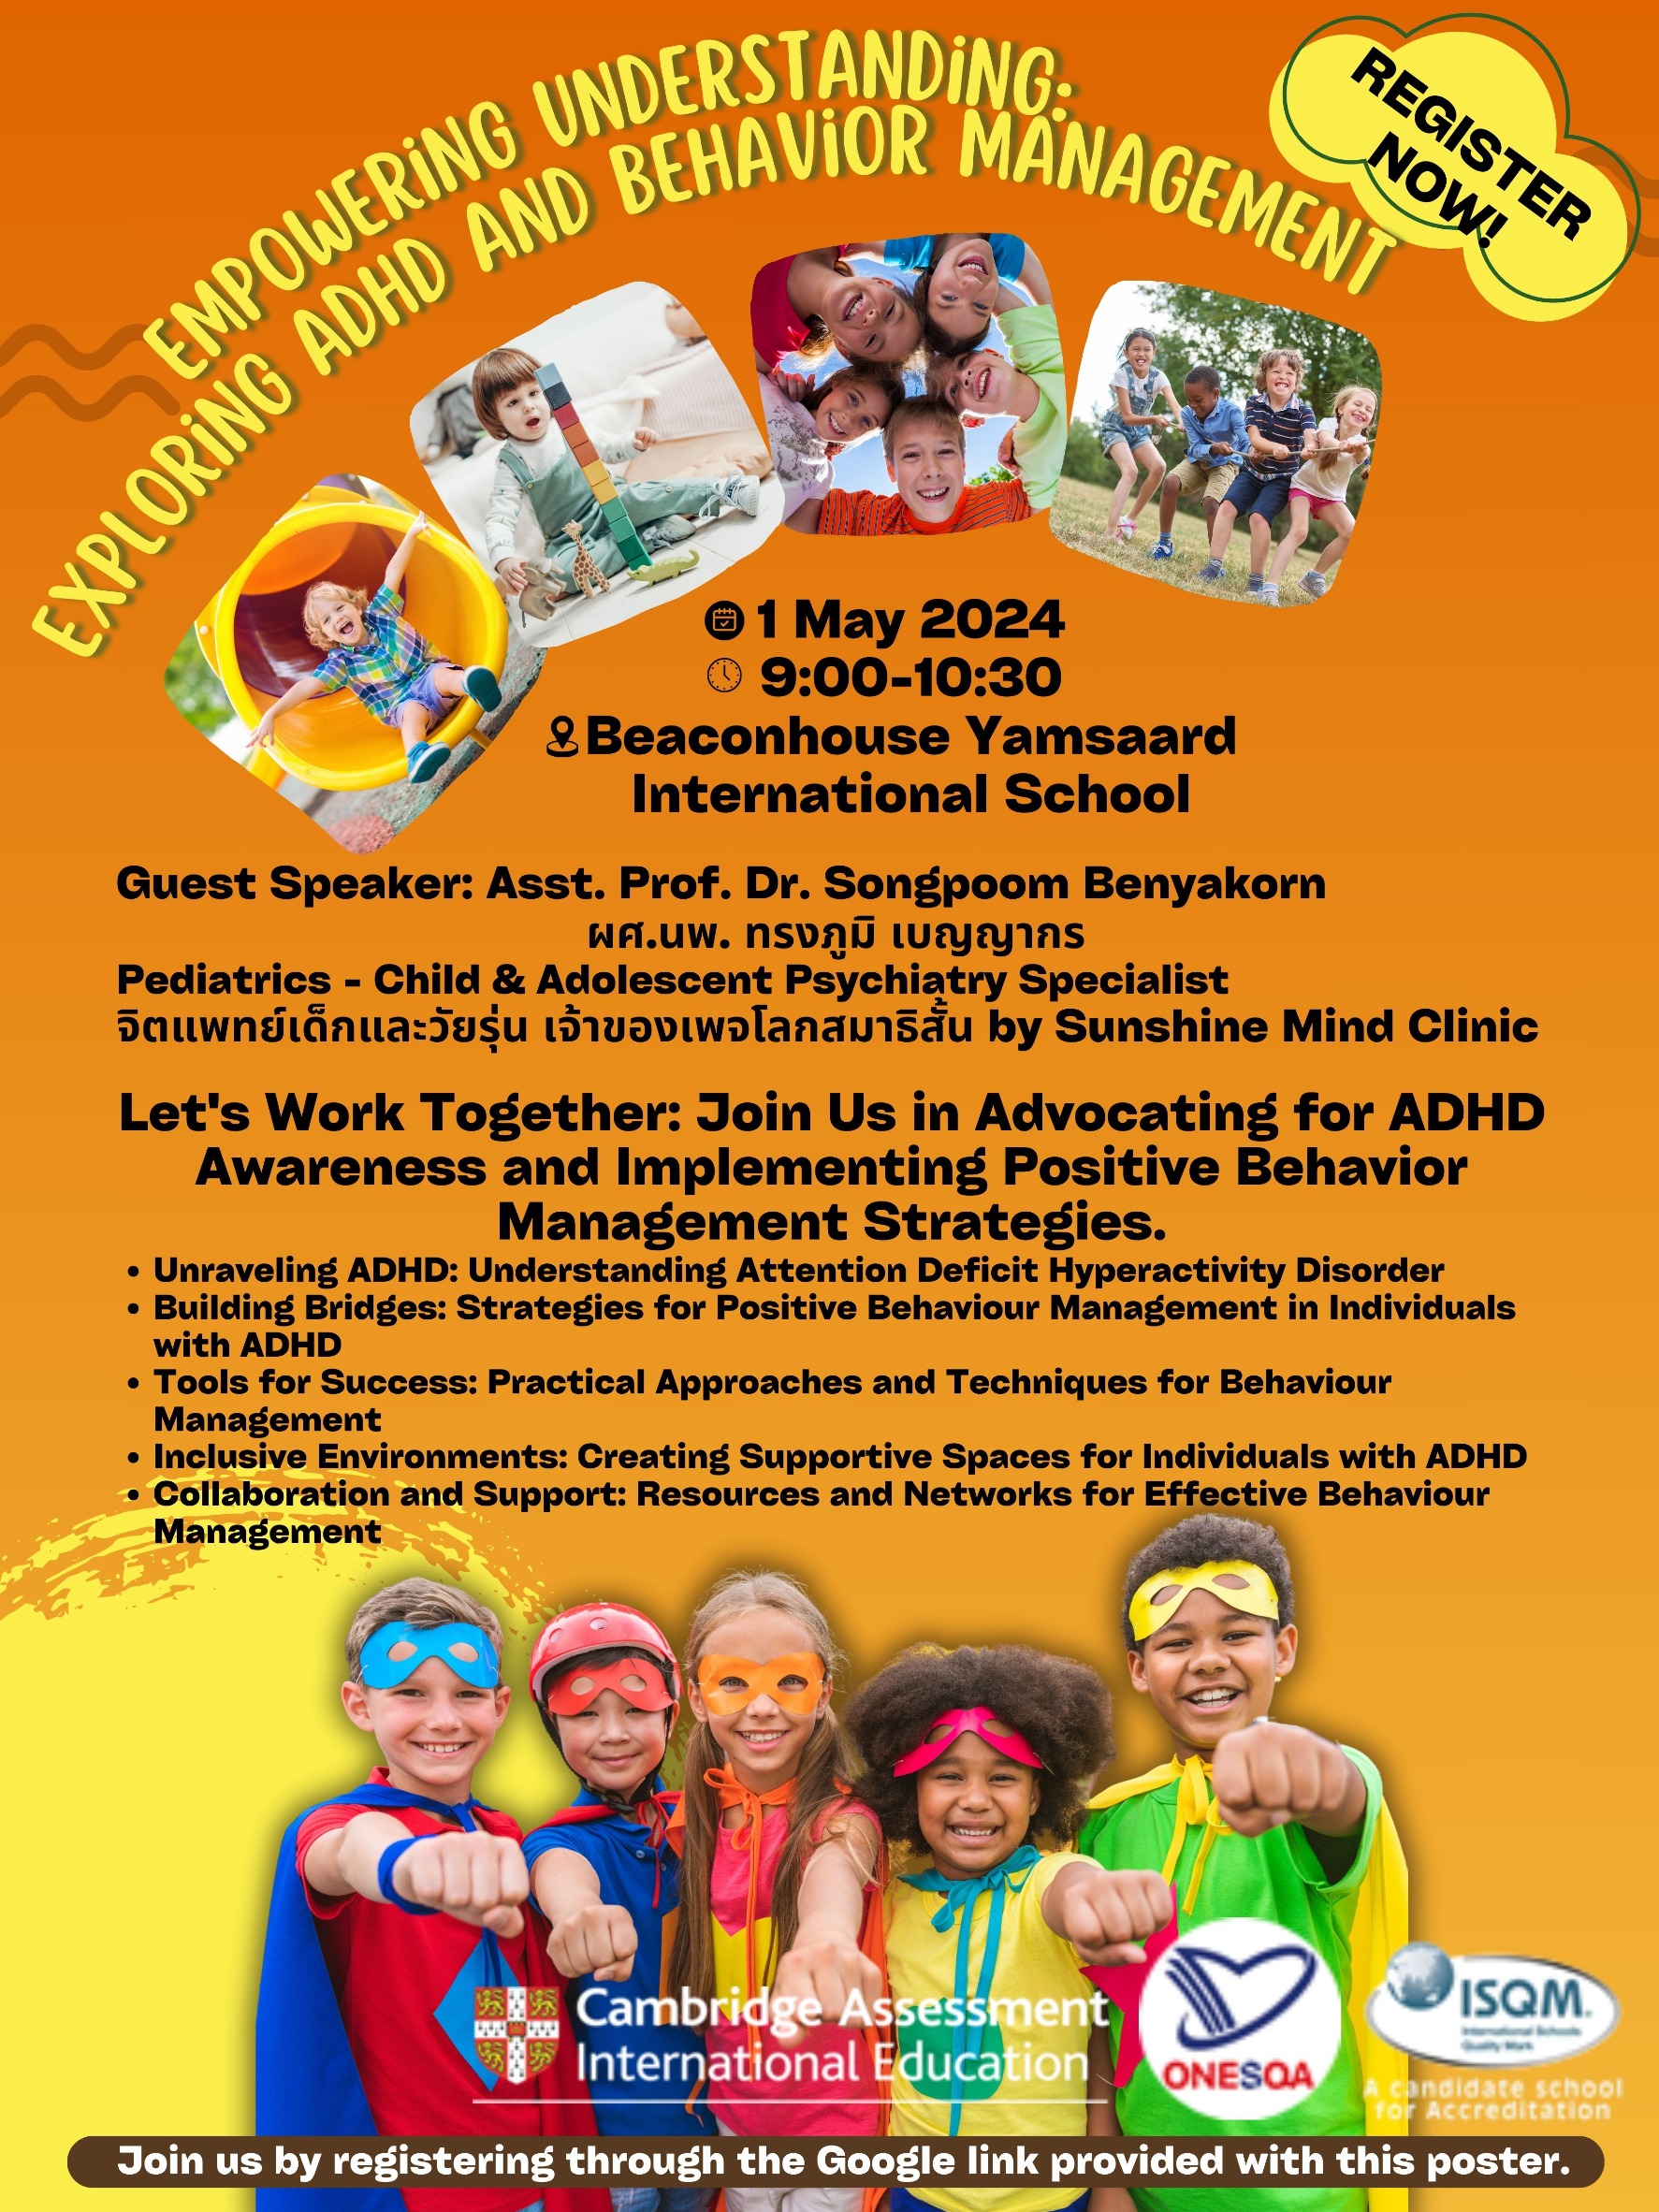 EMPOWERiNG UNDERSTANDiNG:
EXPLORiNG ADHD AND BEHAViOR MANAGEMENT
REGISTER
NOW!
1 May 2024
9:00-10:30
Beaconhouse Yamsaard
International School
Guest Speaker: Asst. Prof. Dr. Songpoom Benyakorn
ผศ.นพ. ทรงภูมิ เบญญากร
Pediatrics - Child & Adolescent Psychiatry Specialist
จิตแพทย์เด็กและวัยรุ่น เจ้าของเพจโลกสมาธิสั้น by Sunshine Mind Clinic
Let's Work Together: Join Us in Advocating for ADHD
Awareness and Implementing Positive Behavior
Management Strategies.
• Unraveling ADHD: Understanding Attention Deficit Hyperactivity Disorder
• Building Bridges: Strategies for Positive Behaviour Management in Individuals
with ADHD
• Tools for Success: Practical Approaches and Techniques for Behaviour
Management
• Inclusive Environments: Creating Supportive Spaces for Individuals with ADHD
• Collaboration and Support: Resources and Networks for Effective Behaviour
Management
Cambridge Assessment
International Education
ONESQA
ISQM.
International Schools
Quality Mark
A candidate school
for Accreditation
Join us by registering through the Google link provided with this poster.